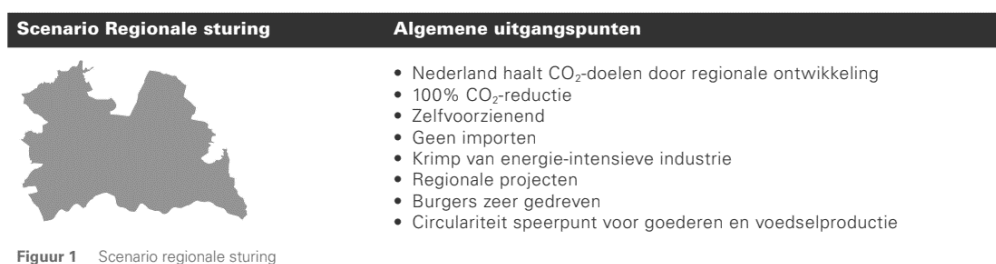 Scenario Regionale sturing
Algemene uitgangspunten
• Nederland haalt CO₂-doelen door regionale ontwikkeling
• 100% CO₂-reductie
• Zelfvoorzienend
• Geen importen
• Krimp van energie-intensieve industrie
• Regionale projecten
• Burgers zeer gedreven
• Circulariteit speerpunt voor goederen en voedselproductie
Figuur 1 Scenario regionale sturing